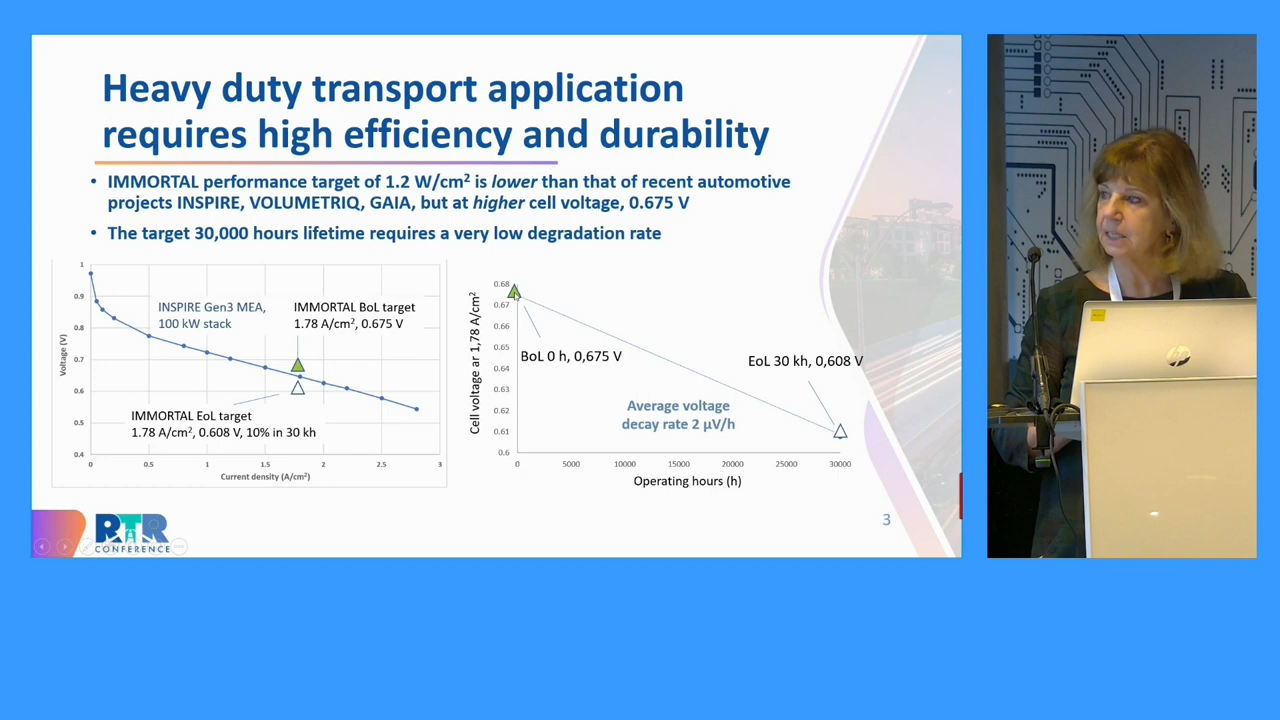 Heavy duty transport application
requires high efficiency and durability
• IMMORTAL performance target of 1.2 W/cm² is lower than that of recent automotive
projects INSPIRE, VOLUMETRIQ, GAIA, but at higher cell voltage, 0.675 V
• The target 30,000 hours lifetime requires a very low degradation rate
1
0.9
0.8
0.7
0.6
0.5
0.4
Voltage (V)
INSPIRE Gen3 MEA,
100 kW stack
IMMORTAL BoL target
1.78 A/cm², 0.675 V
IMMORTAL EoL target
1.78 A/cm², 0.608 V, 10% in 30 kh
0 0.5 1 1.5 2 2.5 3
Current density (A/cm²)
Cell voltage ar 1,78 A/cm²
0.68
0.67
0.66
0.65
0.64
0.63
0.62
0.61
0.6
BoL 0 h, 0,675 V
EoL 30 kh, 0,608 V
Average voltage
decay rate 2 µV/h
0 5000 10000 15000 20000 25000 30000
Operating hours (h)
RTR
CONFERENCE
3
hp